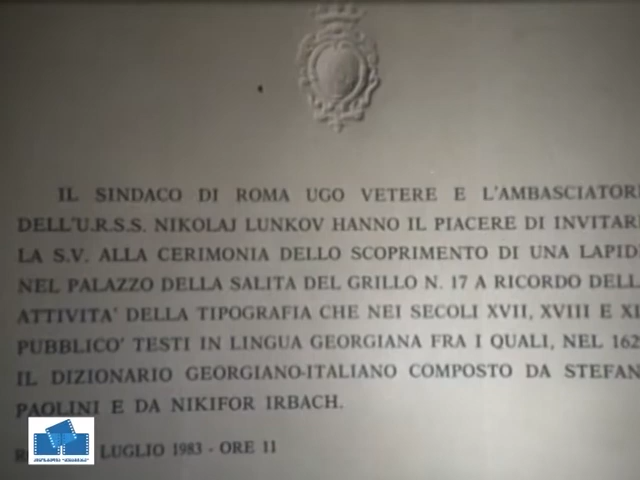 IL SINDACO DI ROMA UGO VETERE E L'AMBASCIATOR
DELL'U.R.S.S. NIKOLAJ LUNKOV HANNO IL PIACERE DI INVITAR
LA S.V. ALLA CERIMONIA DELLO SCOPRIMENTO DI UNA LAPID
NEL PALAZZO DELLA SALITA DEL GRILLO N. 17 A RICORDO DELL
ATTIVITA' DELLA TIPOGRAFIA CHE NEI SECOLI XVII, XVIII E XI
PUBBLICO' TESTI IN LINGUA GEORGIANA FRA I QUALI, NEL 162
IL DIZIONARIO GEORGIANO-ITALIANO COMPOSTO DA STEFAN
PAOLINI E DA NIKIFOR IRBACH.
LUGLIO 1983 - ORE 11